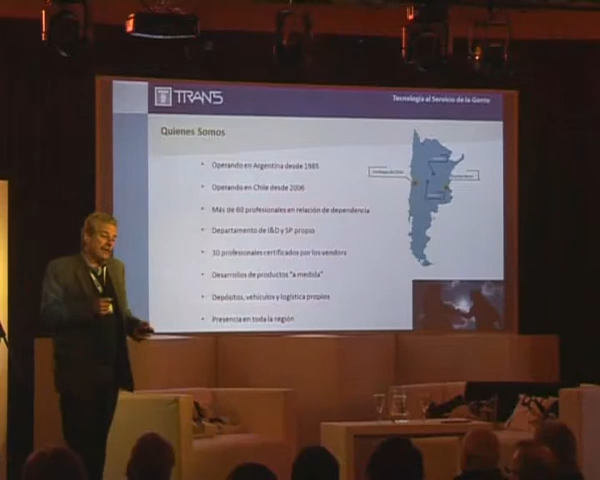 TRANS
Tecnología al Servicio de la Gente
Quienes Somos
• Operando en Argentina desde 1985
• Operando en Chile desde 2006
• Más de 60 profesionales en relación de dependencia
• Departamento de I&D y SP propio
• 30 profesionales certificados por los vendors
• Desarrollos de productos "a medida"
• Depósitos, vehículos y logística propios
• Presencia en toda la región